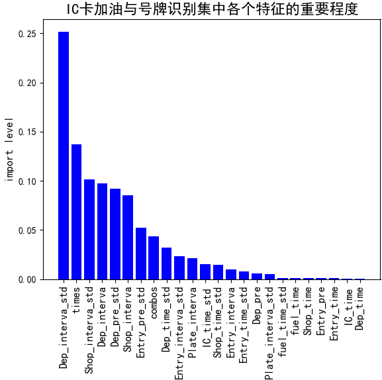 IC卡加油与号牌识别集中各个特征的重要程度
import level
0.25
0.20
0.15
0.10
0.05
0.00
Dep_interva_std
times
Shop_interva_std
Dep_interva
Dep_pre_std
Shop_interva
Entry_pre_std
combos
Dep_time_std
Entry_interva_std
Plate_interva
IC_time_std
Shop_time_std
Entry_interva
Entry_time_std
Dep_pre
Plate_interva_std
fuel_time_std
fuel_time
Shop_time
Entry_pre
Entry_time
IC_time
Dep_time